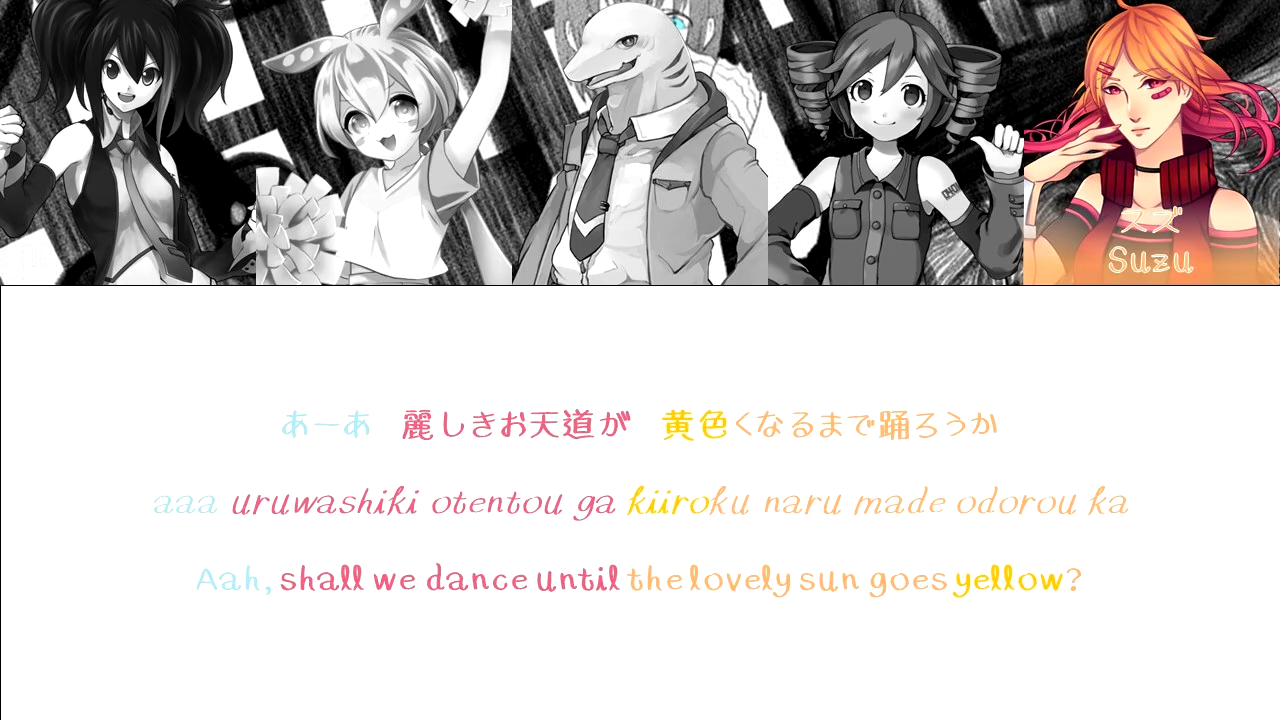 スズ
Suzu
あーあ 麗しきお天道が 黄色くなるまで踊ろうか
aaa uruwashiki otentou ga kiiroku naru made odorou ka
Aah, shall we dance until the lovely sun goes yellow?